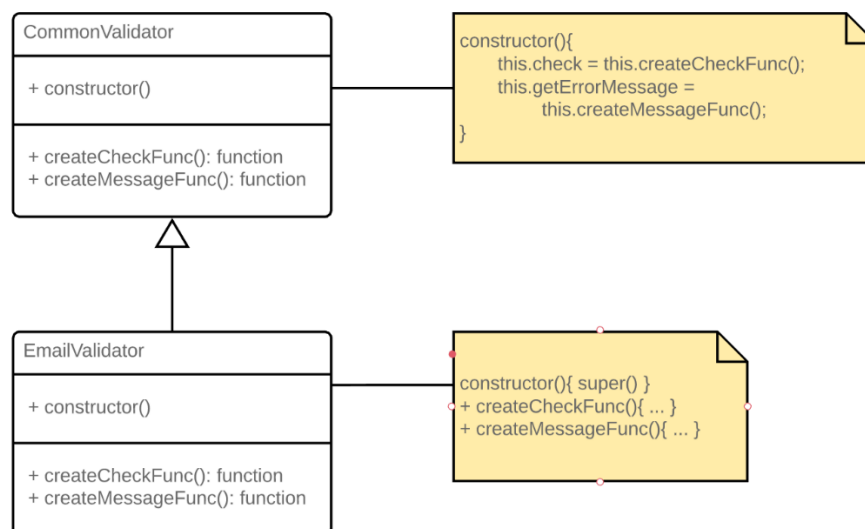 CommonValidator
+ constructor()
+ createCheckFunc(): function
+ createMessageFunc(): function
constructor(){
this.check = this.createCheckFunc();
this.getErrorMessage =
this.createMessageFunc();
}
EmailValidator
+ constructor()
+ createCheckFunc(): function
+ createMessageFunc(): function
constructor(){ super() }
+ createCheckFunc(){ ... }
+ createMessageFunc(){ ... }